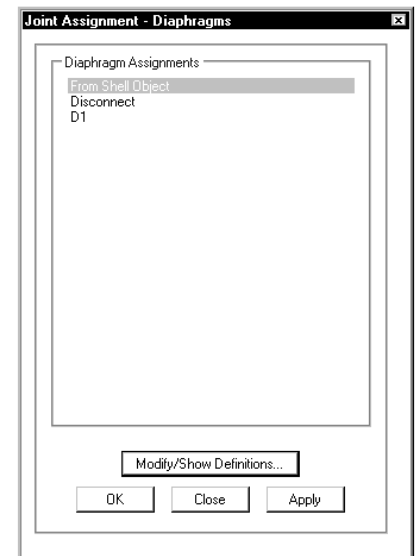 Joint Assignment - Diaphragms
Diaphragm Assignments
From Shell Object
Disconnect
D1
Modify/Show Definitions...
OK
Close
Apply